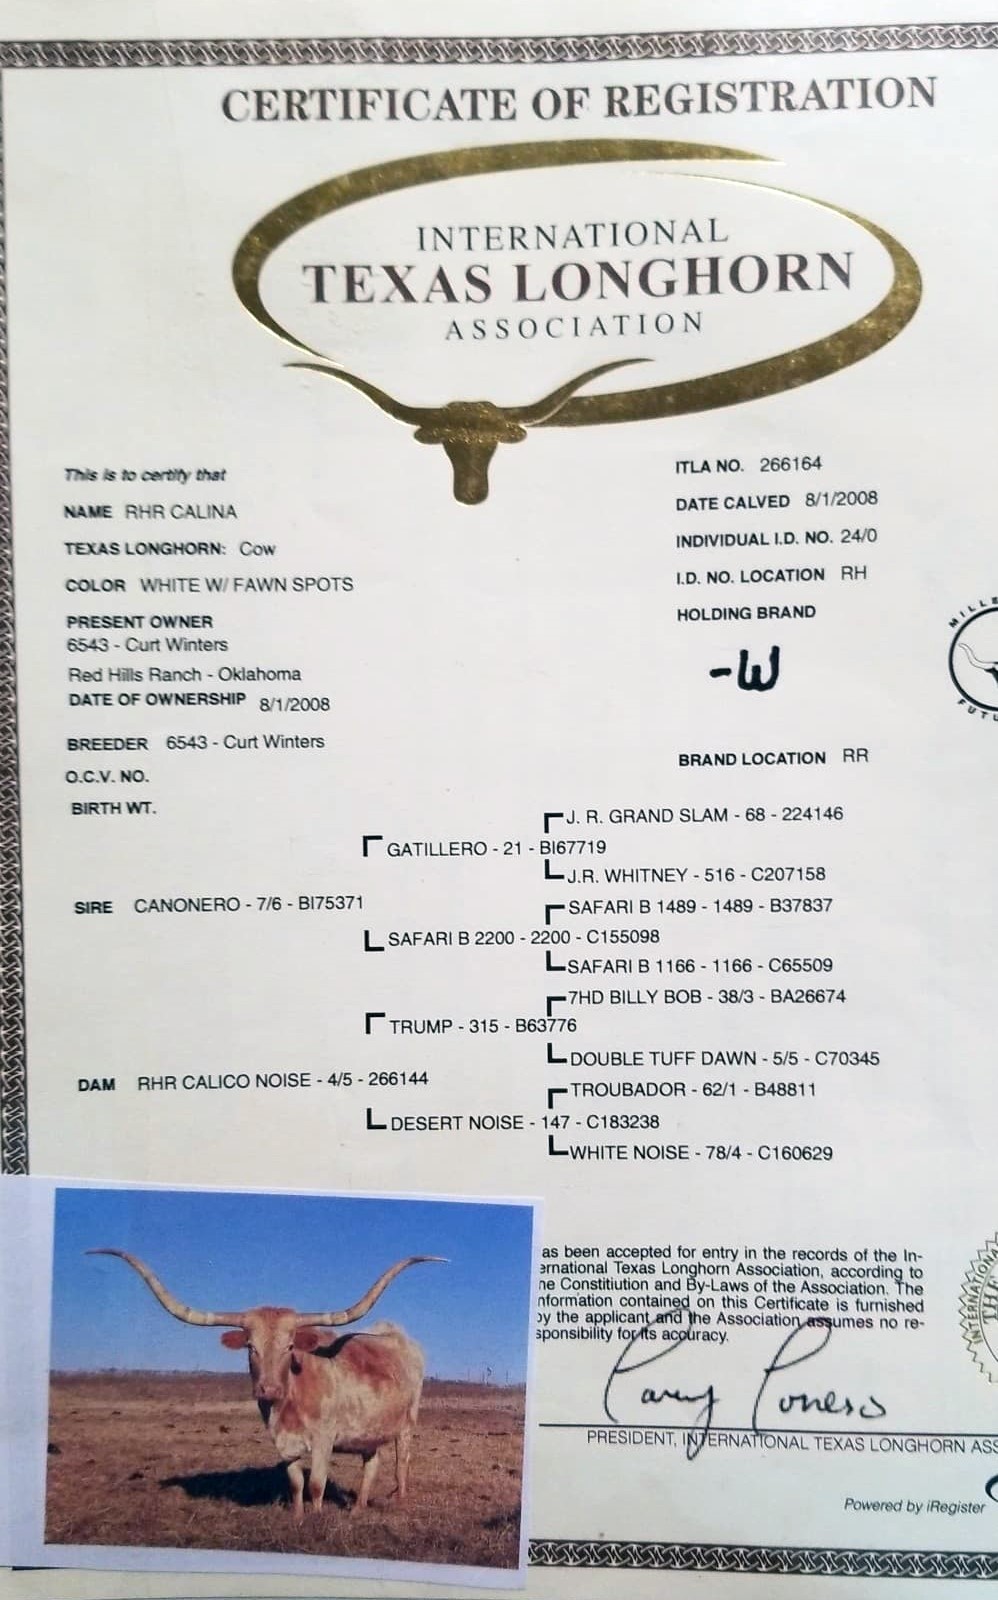 CERTIFICATE OF REGISTRATION
INTERNATIONAL
TEXAS LONGHORN
ASSOCIATION
This is to certify that
NAME RHR CALINA
TEXAS LONGHORN: Cow
COLOR WHITE W/ FAWN SPOTS
PRESENT OWNER
6543 - Curt Winters
Red Hills Ranch - Oklahoma
DATE OF OWNERSHIP 8/1/2008
BREEDER 6543 - Curt Winters
O.C.V. NO.
BIRTH WT.
ITLA NO. 266164
DATE CALVED 8/1/2008
INDIVIDUAL I.D. NO. 24/0
I.D. NO. LOCATION RH
HOLDING BRAND
-W
BRAND LOCATION RR
J. R. GRAND SLAM - 68 - 224146
GATILLERO - 21 - BI67719
J.R. WHITNEY - 516 - C207158
SIRE CANONERO - 7/6 - BI75371
SAFARI B 1489 - 1489 - B37837
SAFARI B 2200 - 2200 - C155098
SAFARI B 1166 - 1166 - C65509
7HD BILLY BOB - 38/3 - BA26674
TRUMP - 315 - B63776
DOUBLE TUFF DAWN - 5/5 - C70345
DAM RHR CALICO NOISE - 4/5 - 266144
TROUBADOR - 62/1 - B48811
DESERT NOISE - 147 - C183238
WHITE NOISE - 78/4 - C160629
as been accepted for entry in the records of the In-
ernational Texas Longhorn Association, according to
he Constitiution and By-Laws of the Association. The
nformation contained on this Certificate is furnished
by the applicant and the Association assumes no re-
sponsibility for its accuracy.
PRESIDENT, INTERNATIONAL TEXAS LONGHORN ASS
Powered by iRegister